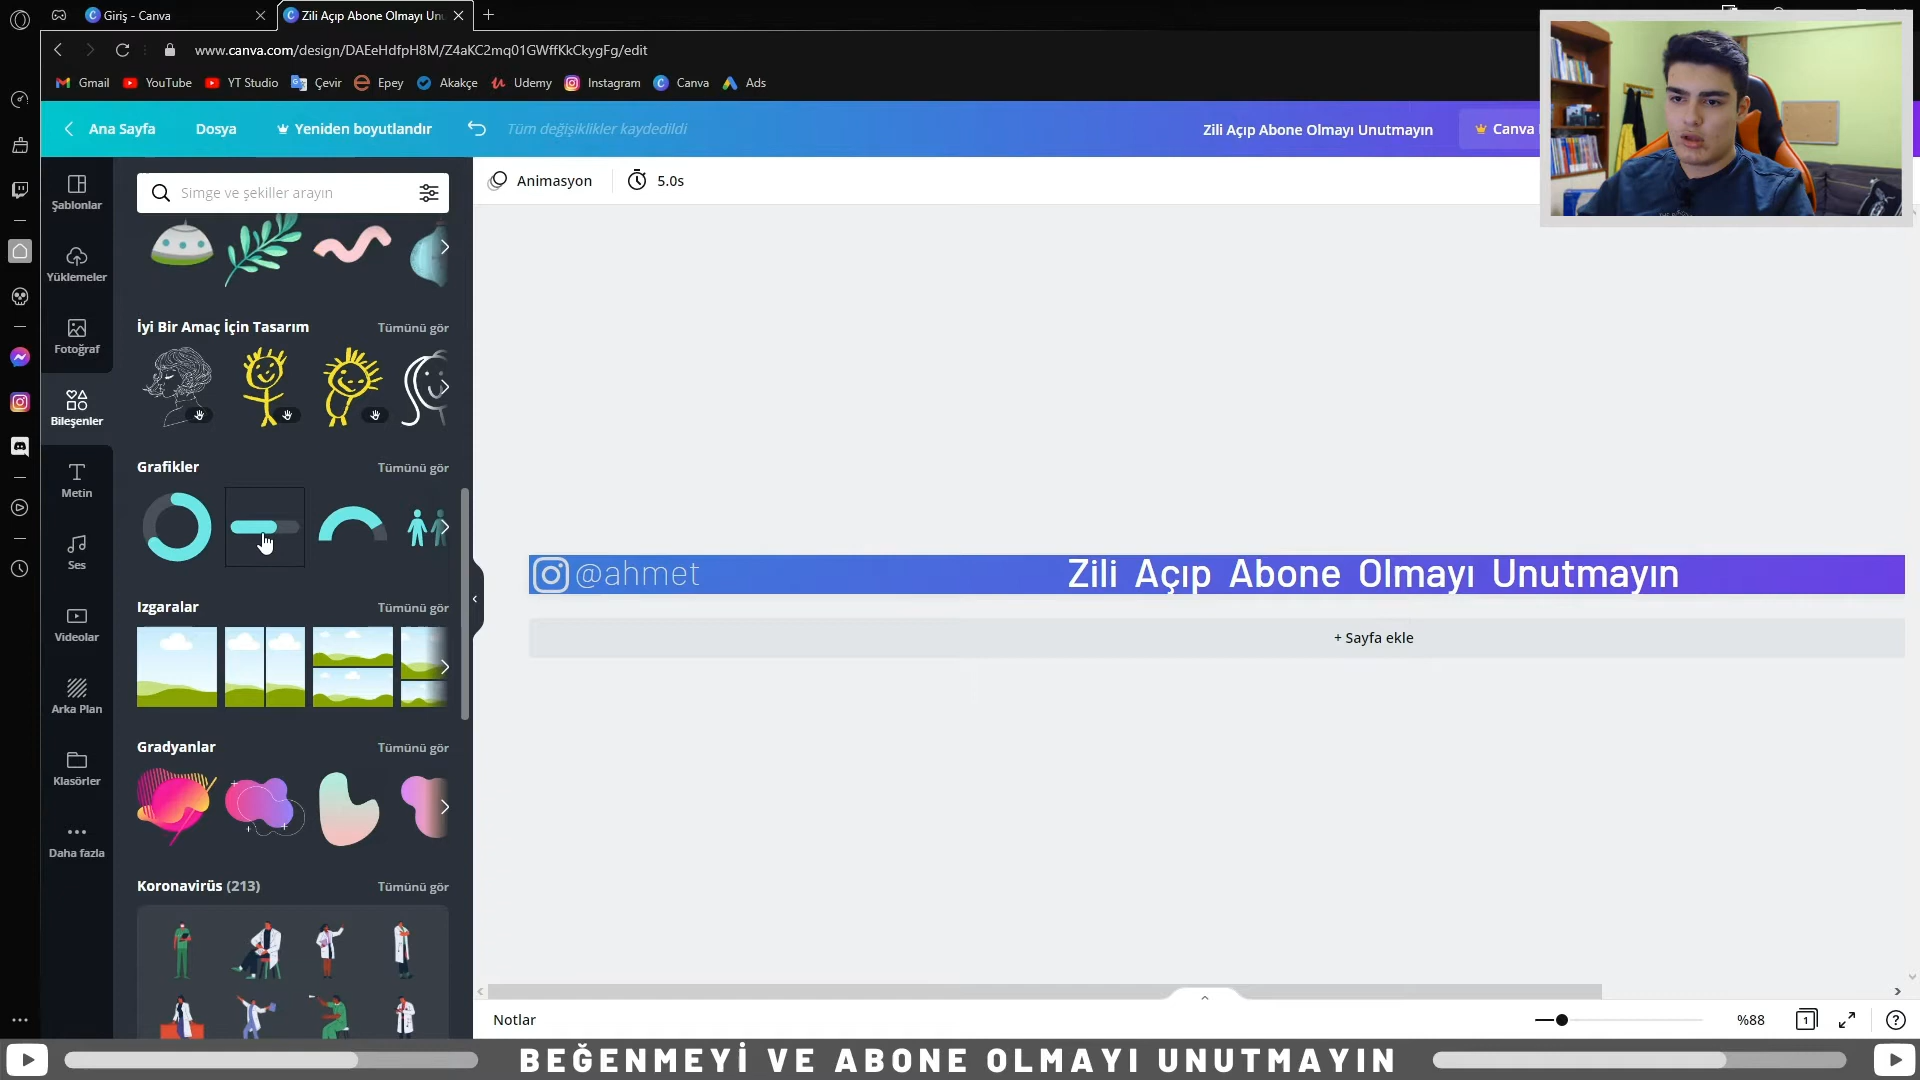 Giriş - Canva
Zili Açıp Abone Olmayı Un
www.canva.com/design/DAEeHdfpH8M/Z4aKC2mq01GWffKkCkygFg/edit
Gmail YouTube YT Studio Çevir Epey Akakçe Udemy Instagram Canva Ads
Ana Sayfa Dosya Yeniden boyutlandır Tüm değişiklikler kaydedildi Zili Açıp Abone Olmayı Unutmayın Canva
Simge ve şekiller arayın
Animasyon 5.0s
Şablonlar
Yüklemeler
Fotoğraf
Bileşenler
Metin
Ses
Videolar
Arka Plan
Klasörler
Daha fazla
İyi Bir Amaç İçin Tasarım Tümünü gör
Grafikler Tümünü gör
Izgaralar Tümünü gör
Gradyanlar Tümünü gör
Koronavirüs (213) Tümünü gör
@ahmet Zili Açıp Abone Olmayı Unutmayın
+ Sayfa ekle
Notlar %88 1
BEĞENMEYİ VE ABONE OLMAYI UNUTMAYIN